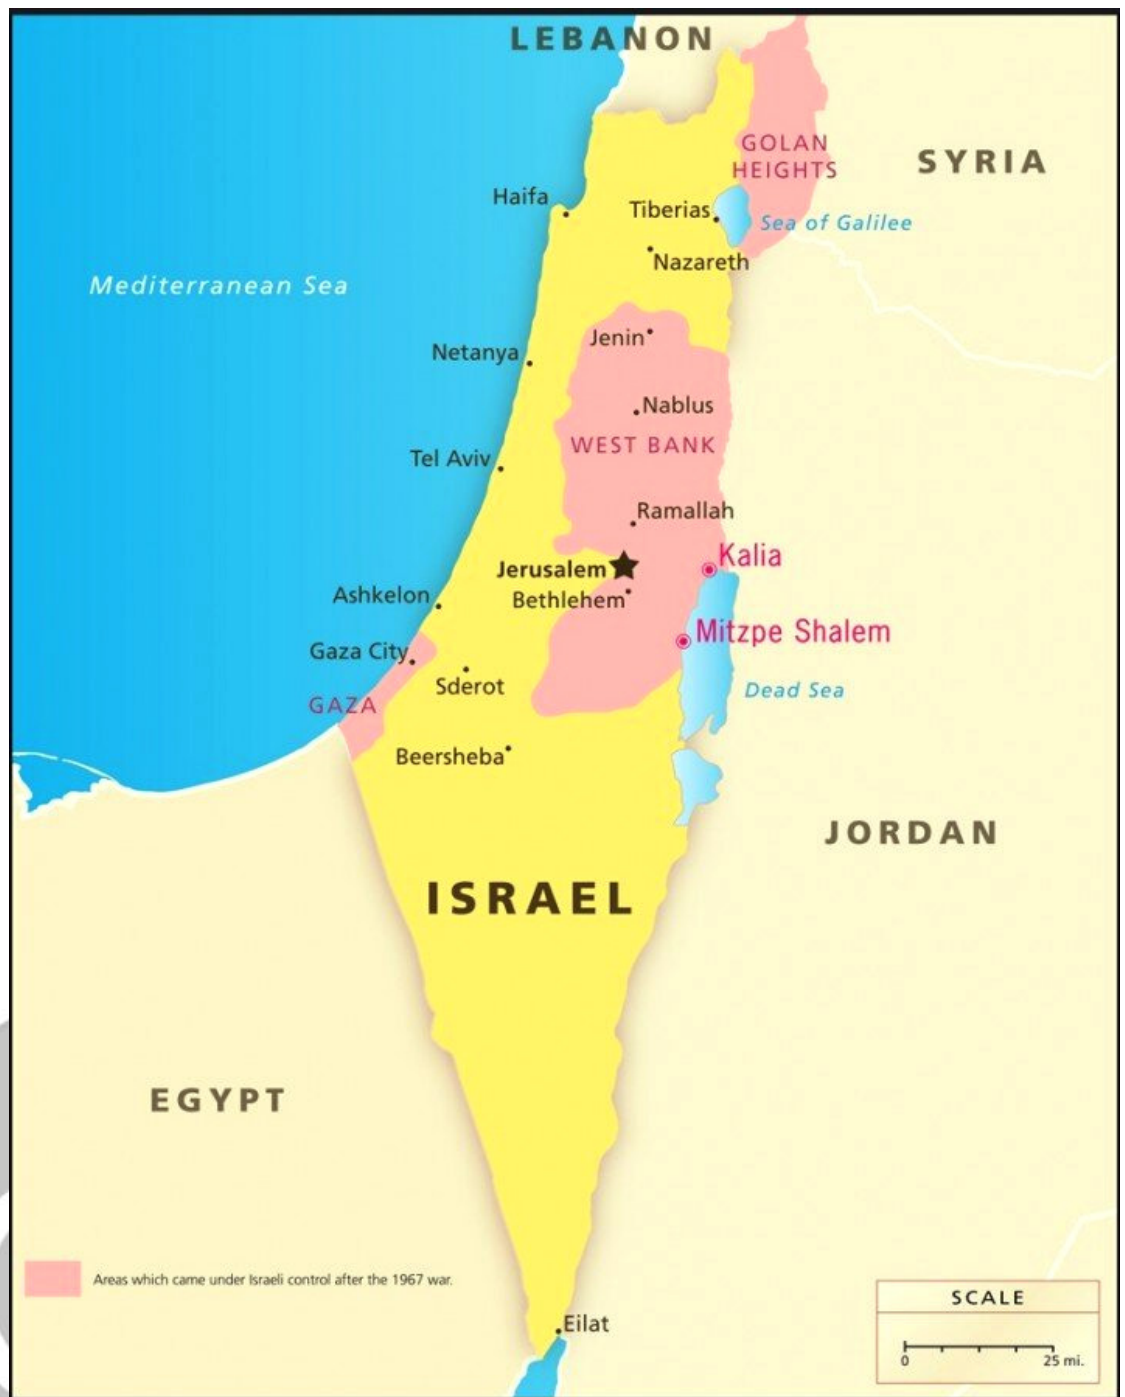 LEBANON
GOLAN
HEIGHTS
SYRIA
Haifa
Tiberias
Sea of Galilee
Nazareth
Mediterranean Sea
Jenin
Netanya
Nablus
WEST BANK
Tel Aviv
Ramallah
Kalia
Jerusalem
Ashkelon
Bethlehem
Mitzpe Shalem
Gaza City
Sderot
Dead Sea
GAZA
Beersheba
JORDAN
ISRAEL
EGYPT
Areas which came under Israeli control after the 1967 war.
SCALE
Eilat
0 25 mi.